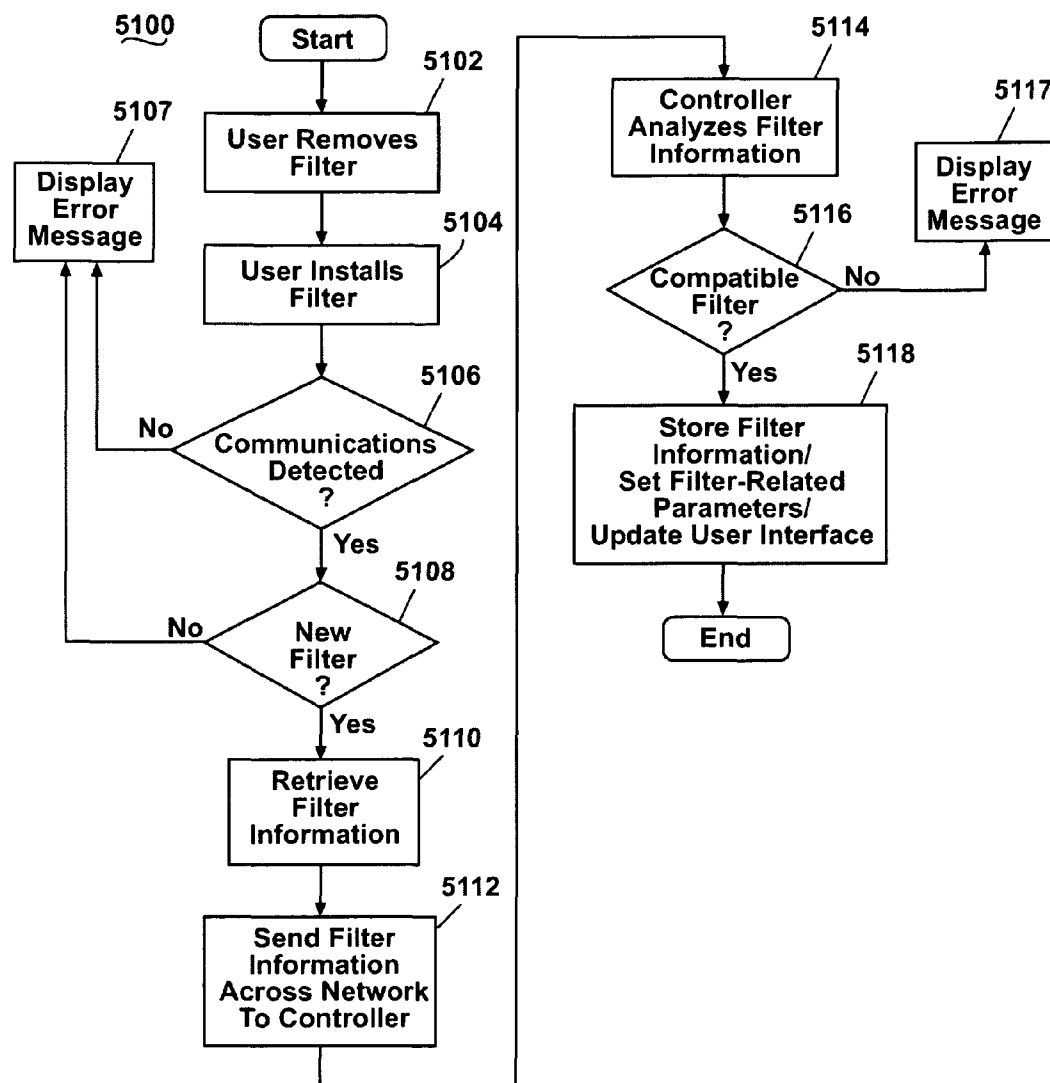 5100
Start
5102
User Removes
Filter
5107
Display
Error
Message
5104
User Installs
Filter
5106
Communications
Detected
?
No
Yes
5108
New
Filter
?
No
Yes
5110
Retrieve
Filter
Information
5112
Send Filter
Information
Across Network
To Controller
5114
Controller
Analyzes Filter
Information
5117
Display
Error
Message
5116
Compatible
Filter
?
No
Yes
5118
Store Filter
Information/
Set Filter-Related
Parameters/
Update User Interface
End